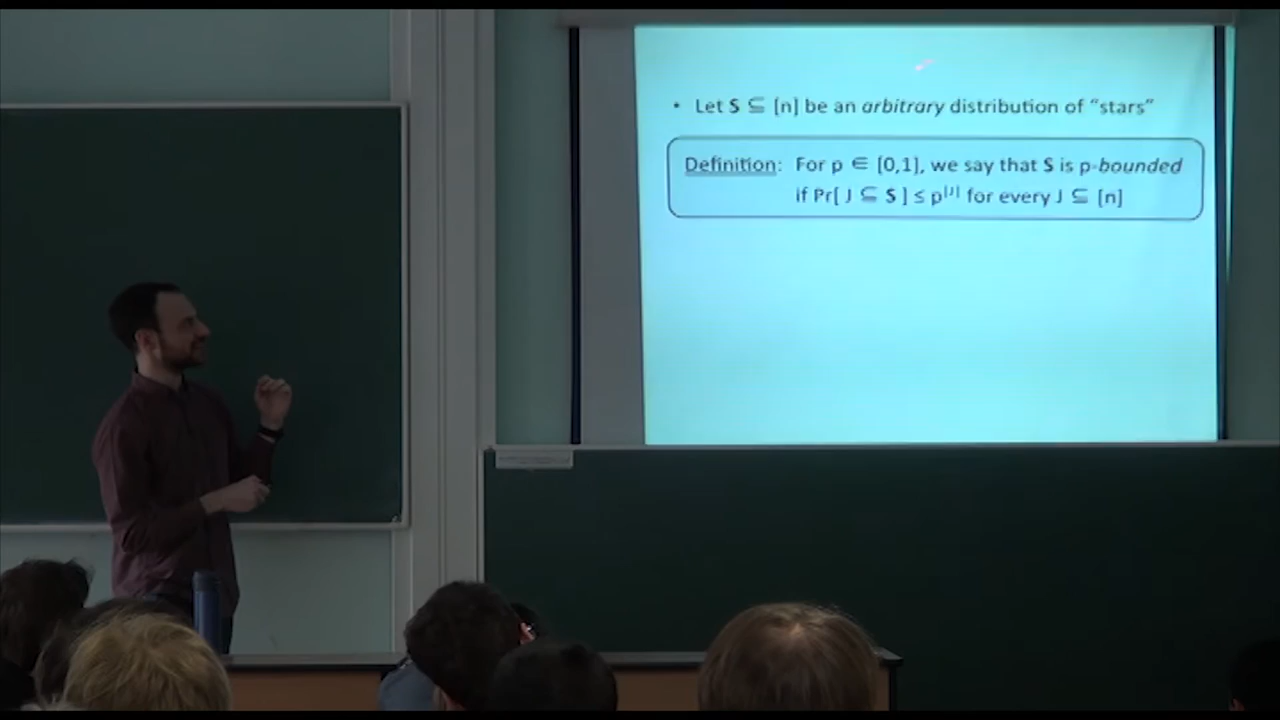 • Let S ⊆ [n] be an arbitrary distribution of “stars”
Definition: For p ∈ [0,1], we say that S is p-bounded
if Pr[ J ⊆ S ] ≤ p^|J| for every J ⊆ [n]